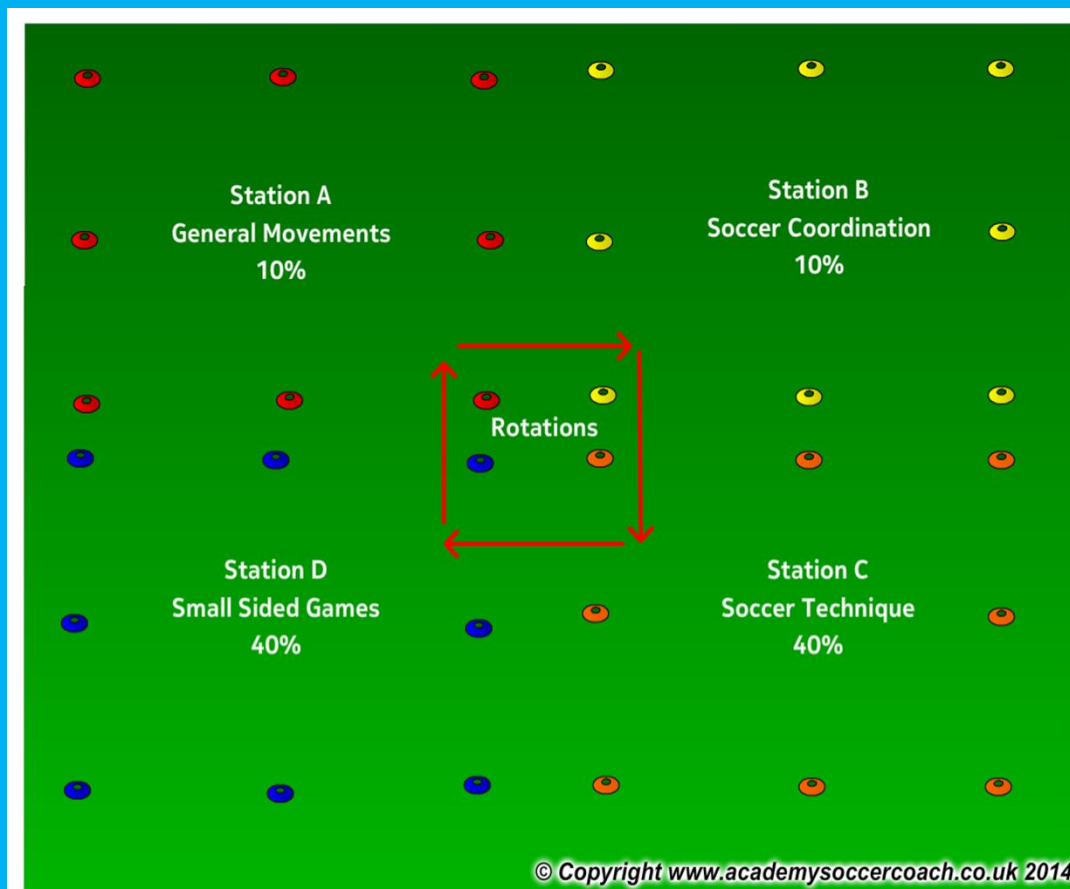 Station A
General Movements
10%
Station B
Soccer Coordination
10%
Rotations
Station D
Small Sided Games
40%
Station C
Soccer Technique
40%
© Copyright www.academysoccercoach.co.uk 2014